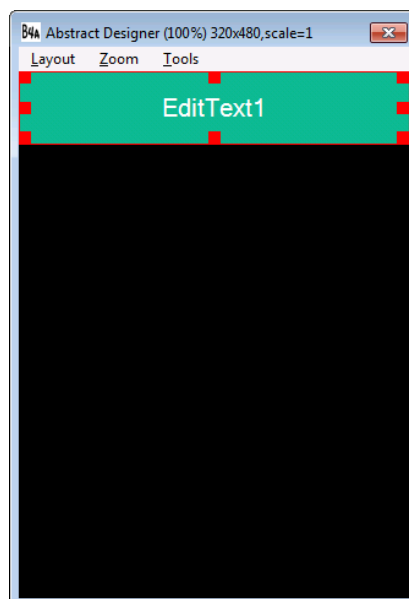 B4A Abstract Designer (100%) 320x480,scale=1
Layout Zoom Tools
EditText1